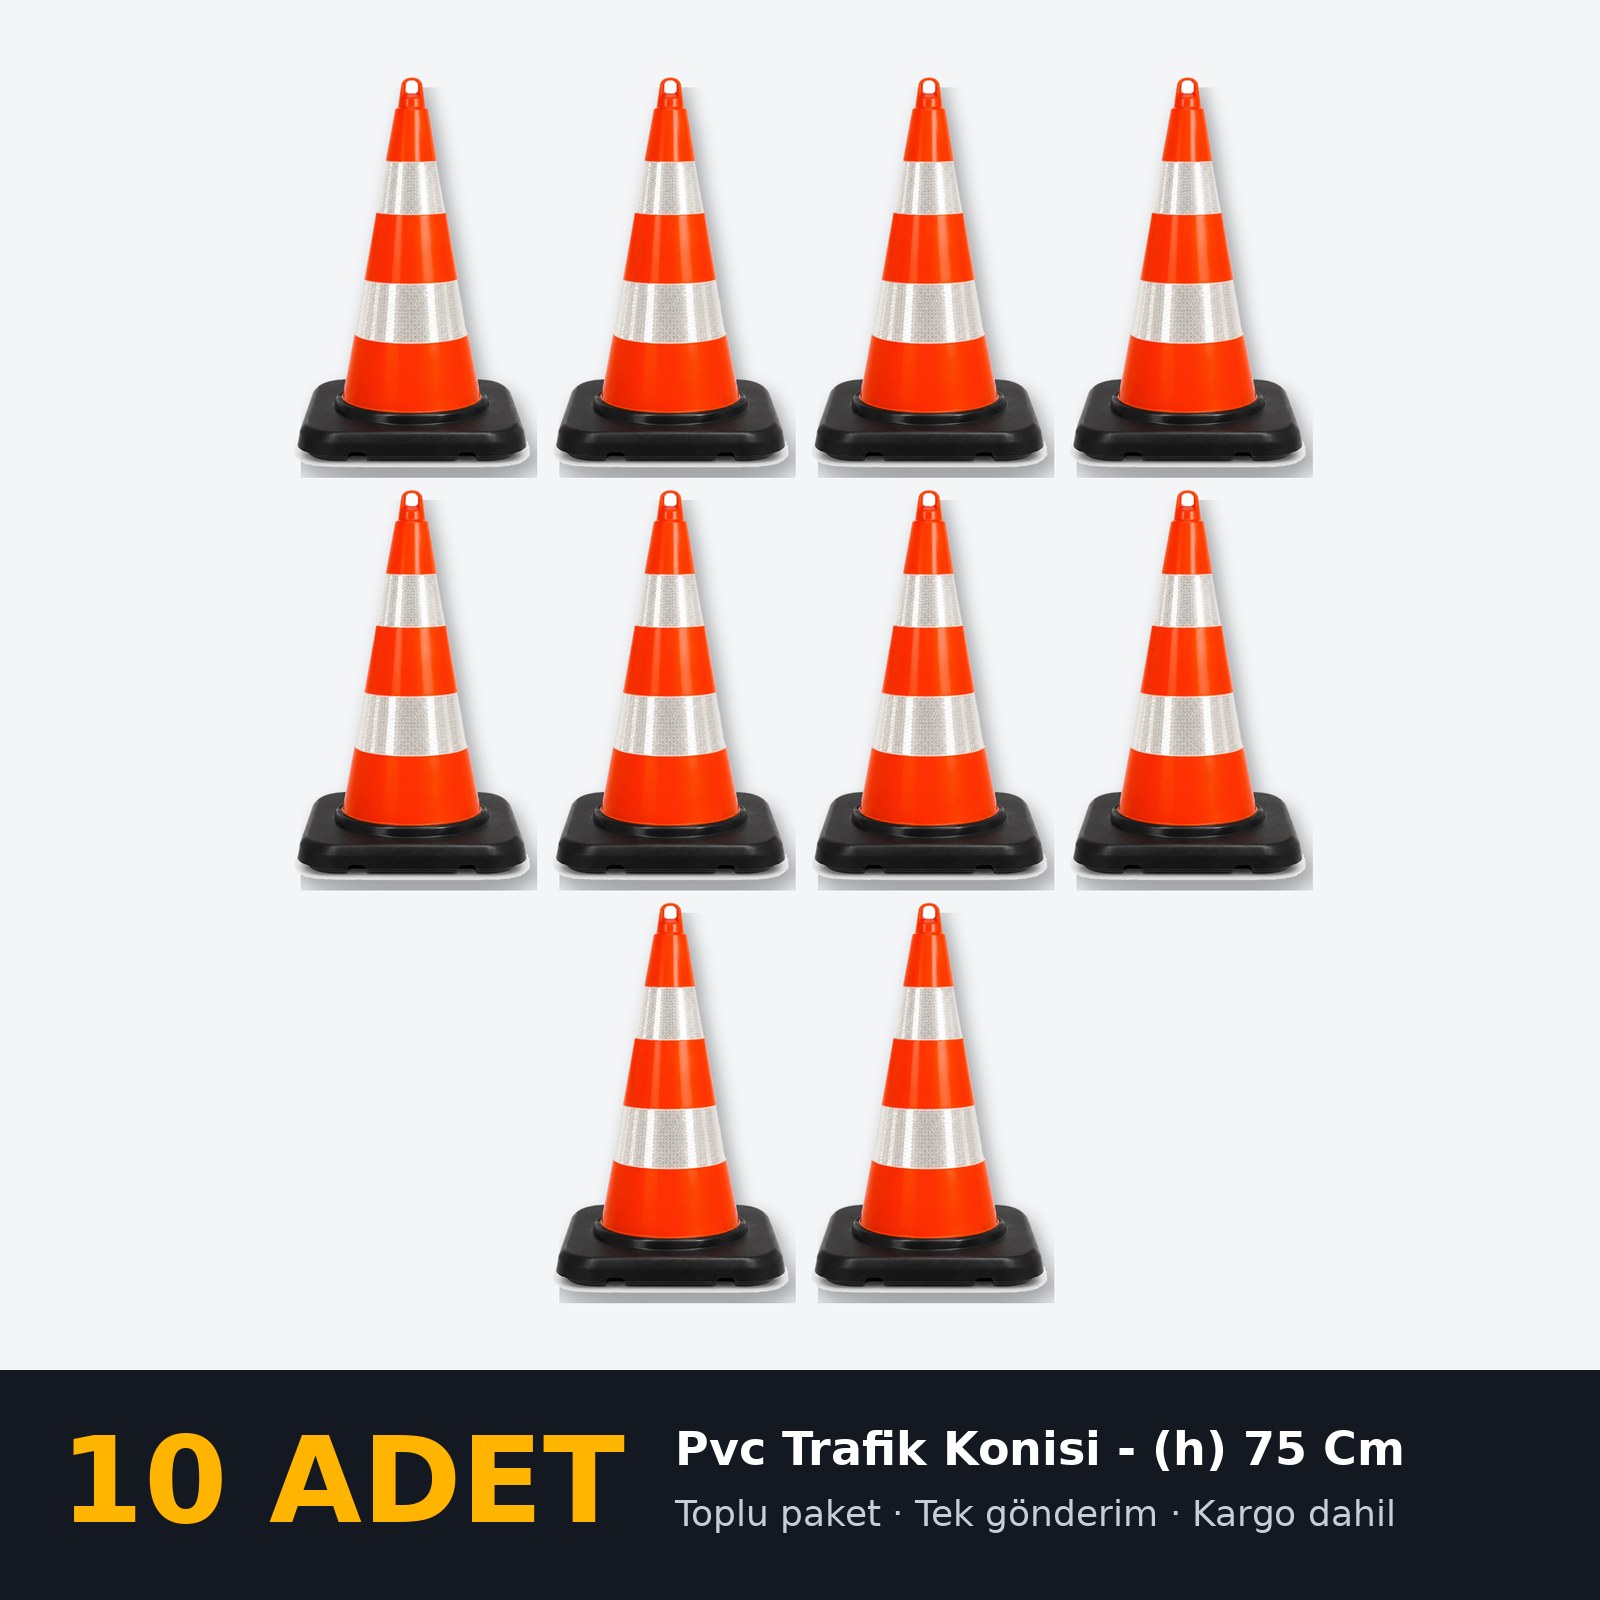 10 ADET
Pvc Trafik Konisi - (h) 75 Cm
Toplu paket · Tek gönderim · Kargo dahil